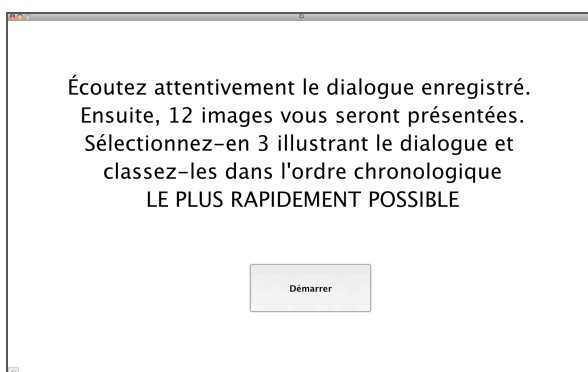 Écoutez attentivement le dialogue enregistré.
Ensuite, 12 images vous seront présentées.
Sélectionnez-en 3 illustrant le dialogue et
classez-les dans l'ordre chronologique
LE PLUS RAPIDEMENT POSSIBLE
Démarrer